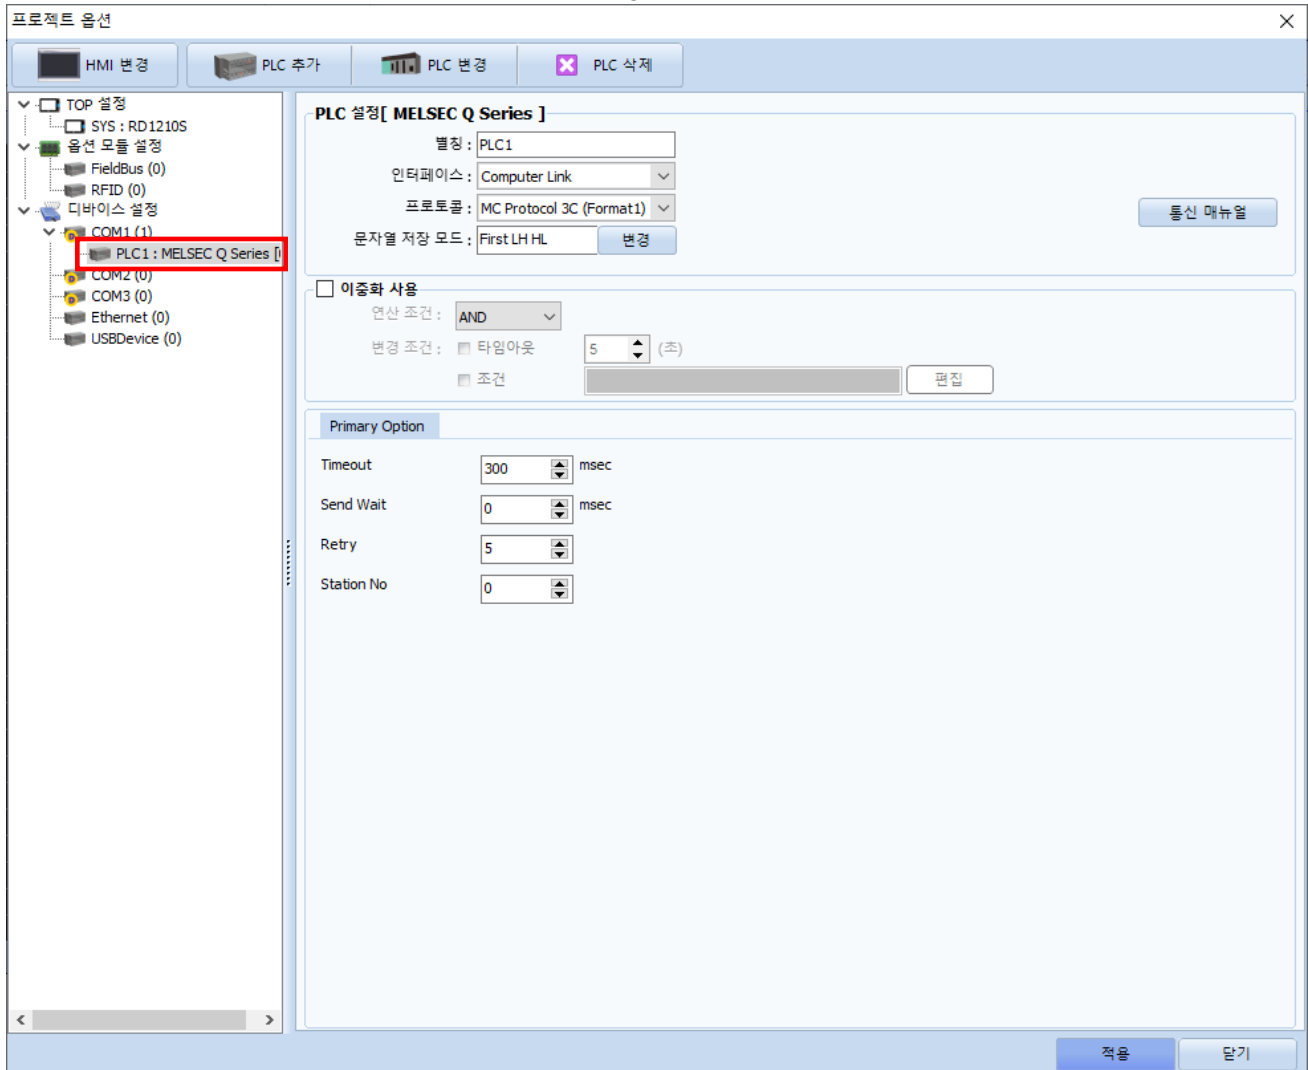 프로젝트 옵션
HMI 변경
PLC 추가
PLC 변경
PLC 삭제
TOP 설정
SYS : RD1210S
옵션 모듈 설정
FieldBus (0)
RFID (0)
디바이스 설정
COM1 (1)
PLC1 : MELSEC Q Series
COM2 (0)
COM3 (0)
Ethernet (0)
USBDevice (0)
PLC 설정[ MELSEC Q Series ]
별칭 : PLC1
인터페이스 : Computer Link
프로토콜 : MC Protocol 3C (Format1)
통신 매뉴얼
문자열 저장 모드 : First LH HL 변경
이중화 사용
연산 조건 : AND
변경 조건 : 타임아웃 5 (초)
조건 편집
Primary Option
Timeout 300 msec
Send Wait 0 msec
Retry 5
Station No 0
적용
닫기